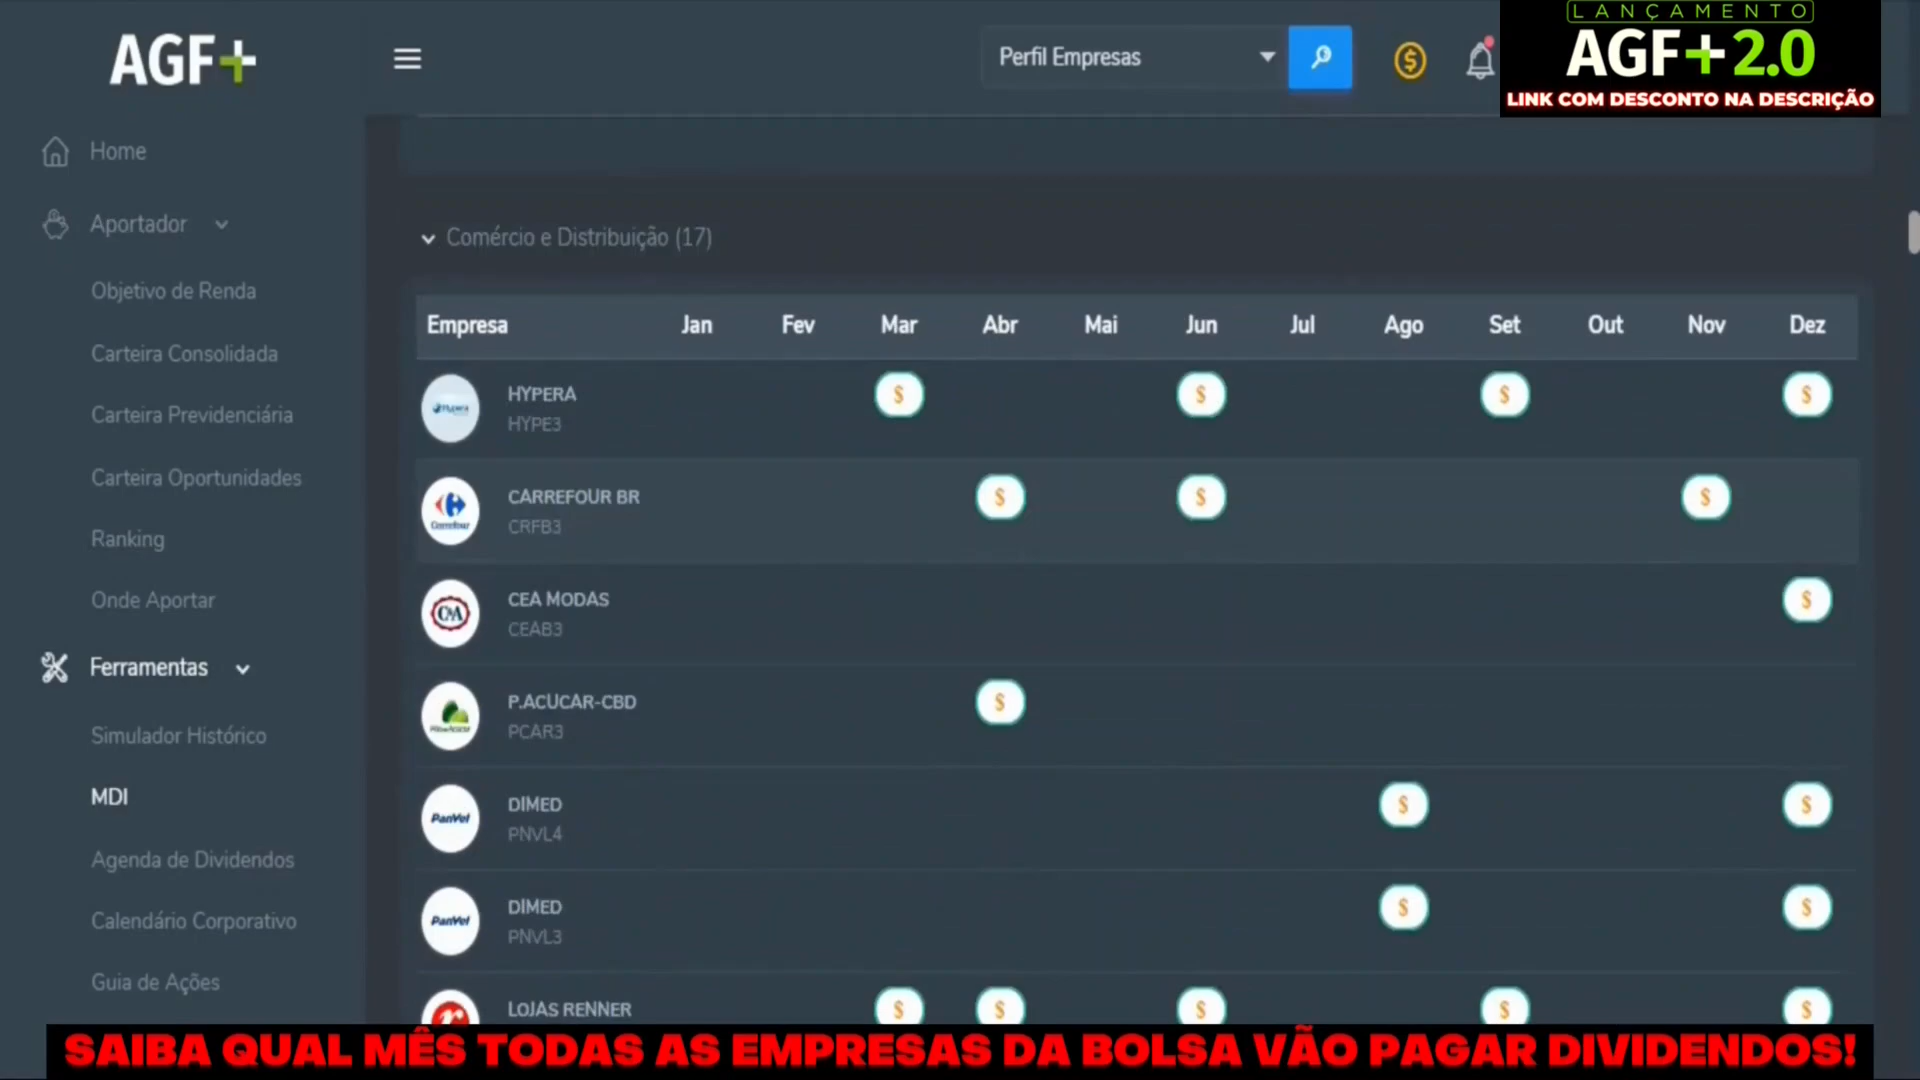 AGF+
Perfil Empresas
LANÇAMENTO
AGF+2.0
LINK COM DESCONTO NA DESCRIÇÃO
Home
Aportador
Objetivo de Renda
Carteira Consolidada
Carteira Previdenciária
Carteira Oportunidades
Ranking
Onde Aportar
Ferramentas
Simulador Histórico
MDI
Agenda de Dividendos
Calendário Corporativo
Guia de Ações
Comércio e Distribuição (17)
Empresa Jan Fev Mar Abr Mai Jun Jul Ago Set Out Nov Dez
Hypera HYPERA $ $ $ $
HYPE3
CARREFOUR BR $ $ $
Carrefour CRFB3
C&A CEA MODAS $
CEAB3
P.ACUCAR-CBD $
PCAR3
PanVel DIMED $ $
PNVL4
PanVel DIMED $ $
PNVL3
LOJAS RENNER $ $ $ $ $
SAIBA QUAL MÊS TODAS AS EMPRESAS DA BOLSA VÃO PAGAR DIVIDENDOS!